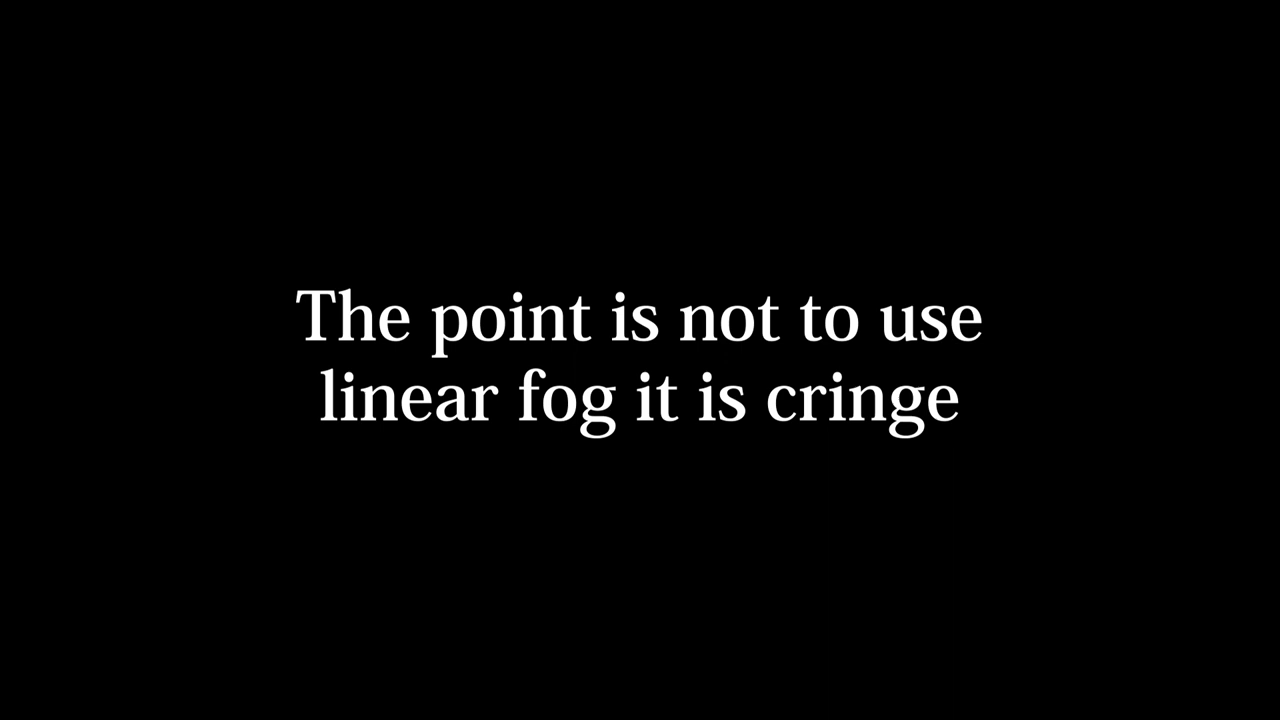 The point is not to use
linear fog it is cringe